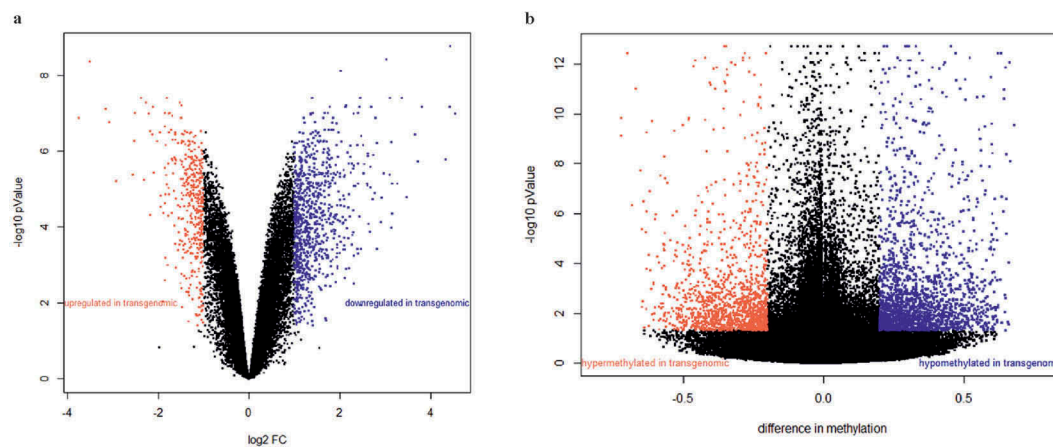 a
8
6
4
2
0
-log10 pValue
upregulated in transgenomic
downregulated in transgenomic
-4
-2
0
2
4
log2 FC
b
12
10
8
6
4
2
0
-log10 pValue
hypermethylated in transgenomic
hypomethylated in transgenom
-0.5
0.0
0.5
difference in methylation